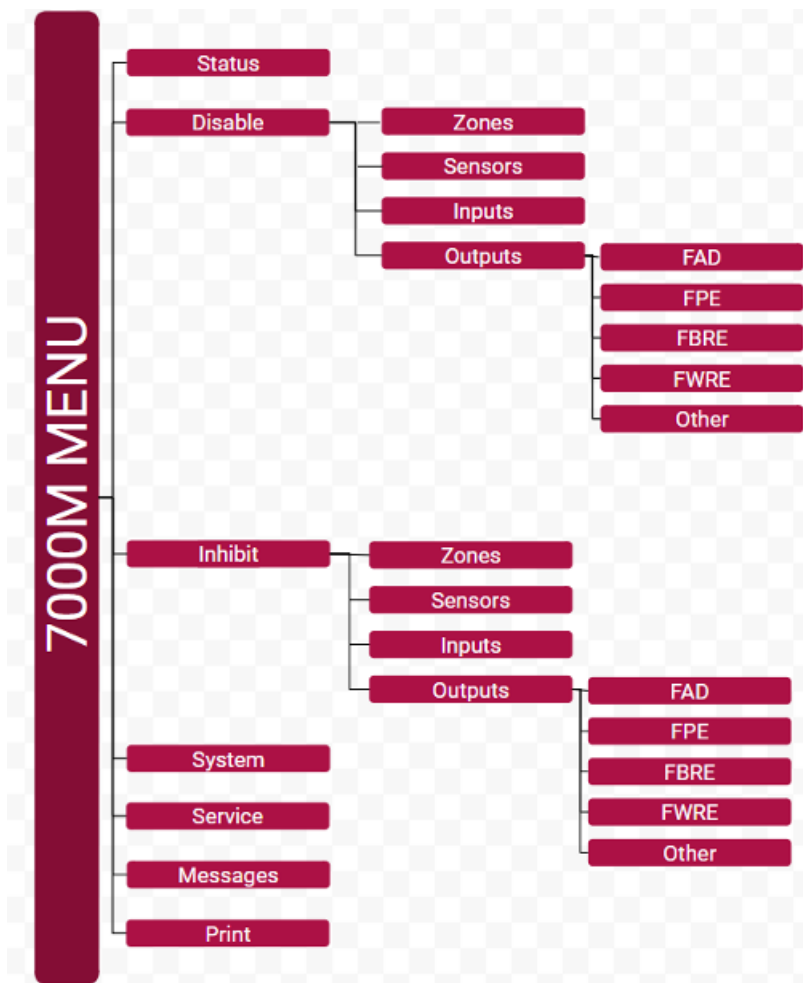 7000M MENU
Status
Disable
Zones
Sensors
Inputs
Outputs
FAD
FPE
FBRE
FWRE
Other
Inhibit
Zones
Sensors
Inputs
Outputs
FAD
FPE
FBRE
FWRE
Other
System
Service
Messages
Print